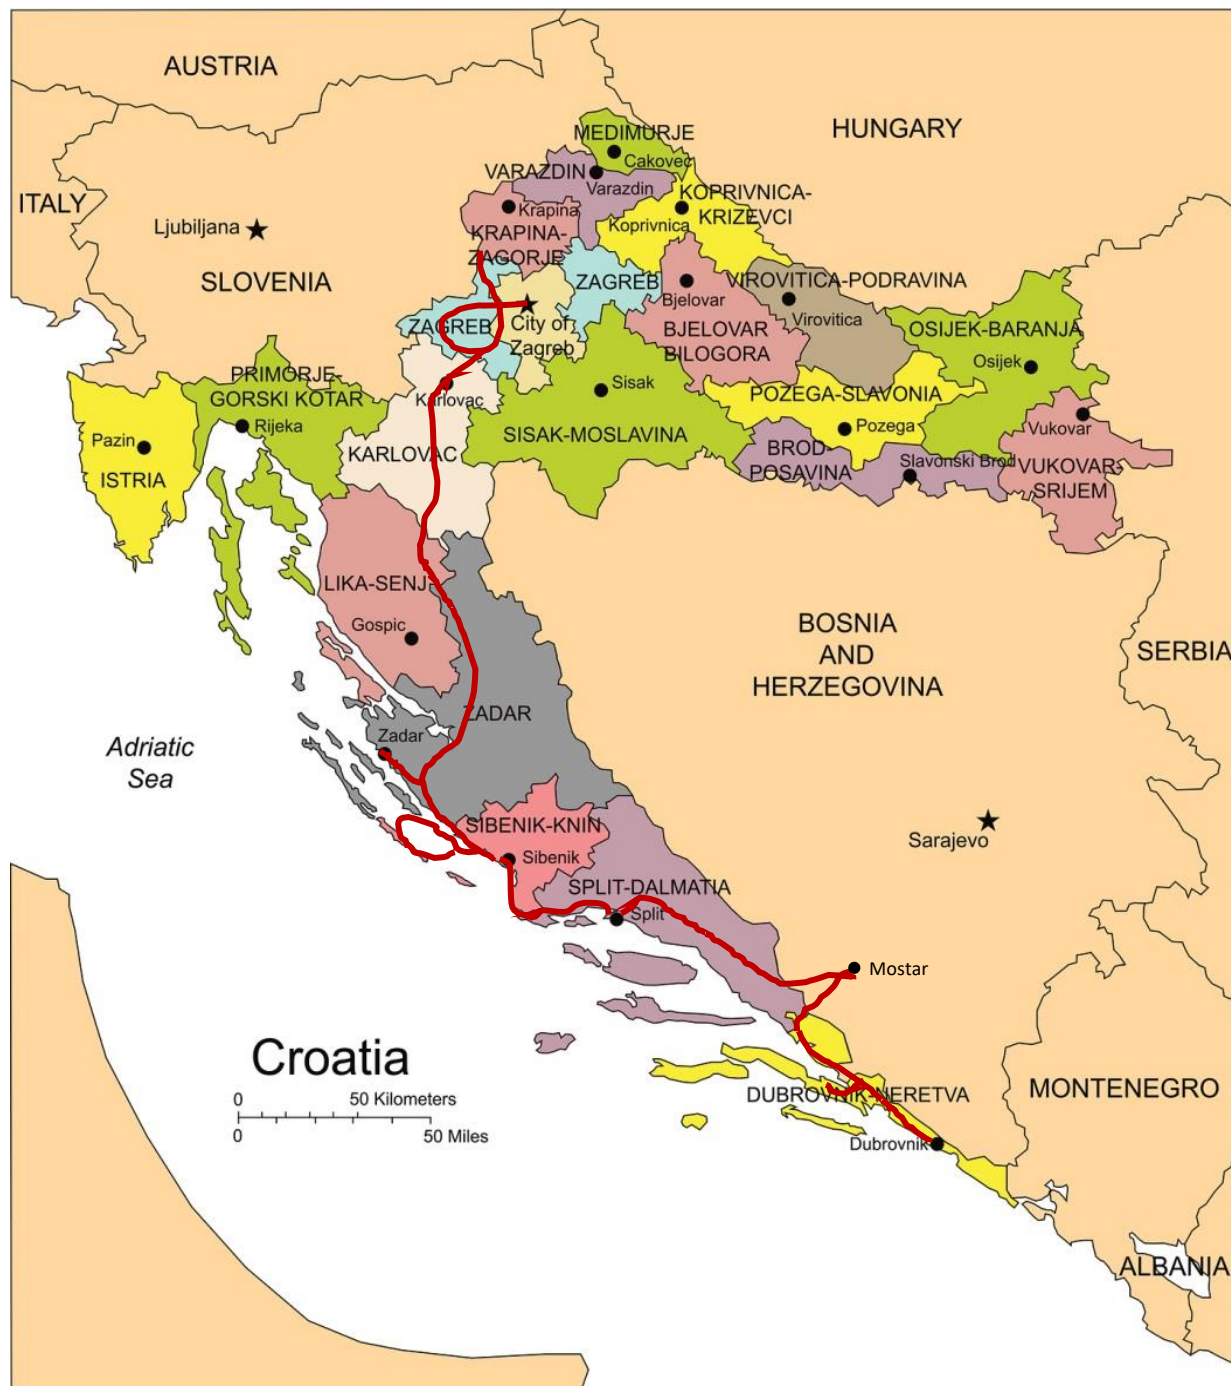 AUSTRIA
HUNGARY
MEDIMURJE
Cakovec
VARAZDIN
Varazdin
ITALY
KOPRIVNICA-
KRIZEVCI
Krapina
Koprivnica
Ljubiljana
KRAPINA-
ZAGORJE
SLOVENIA
ZAGREB
VIROVITICA-PODRAVINA
Bjelovar
Virovitica
ZAGREB
City of
Zagreb
BJELOVAR
BILOGORA
OSIJEK-BARANJA
Osijek
PRIMORJE-
GORSKI KOTAR
Karlovac
Sisak
POZEGA-SLAVONIA
Rijeka
Pazin
SISAK-MOSLAVINA
Pozega
Vukovar
KARLOVAC
BROD-
POSAVINA
Slavonski Brod
VUKOVAR-
SRIJEM
ISTRIA
LIKA-SENJ
Gospic
BOSNIA
AND
HERZEGOVINA
SERBIA
ZADAR
Zadar
Adriatic
Sea
SIBENIK-KNIN
Sibenik
Sarajevo
SPLIT-DALMATIA
Split
Mostar
Croatia
0 50 Kilometers
0 50 Miles
DUBROVNIK-NERETVA
MONTENEGRO
Dubrovnik
ALBANIA